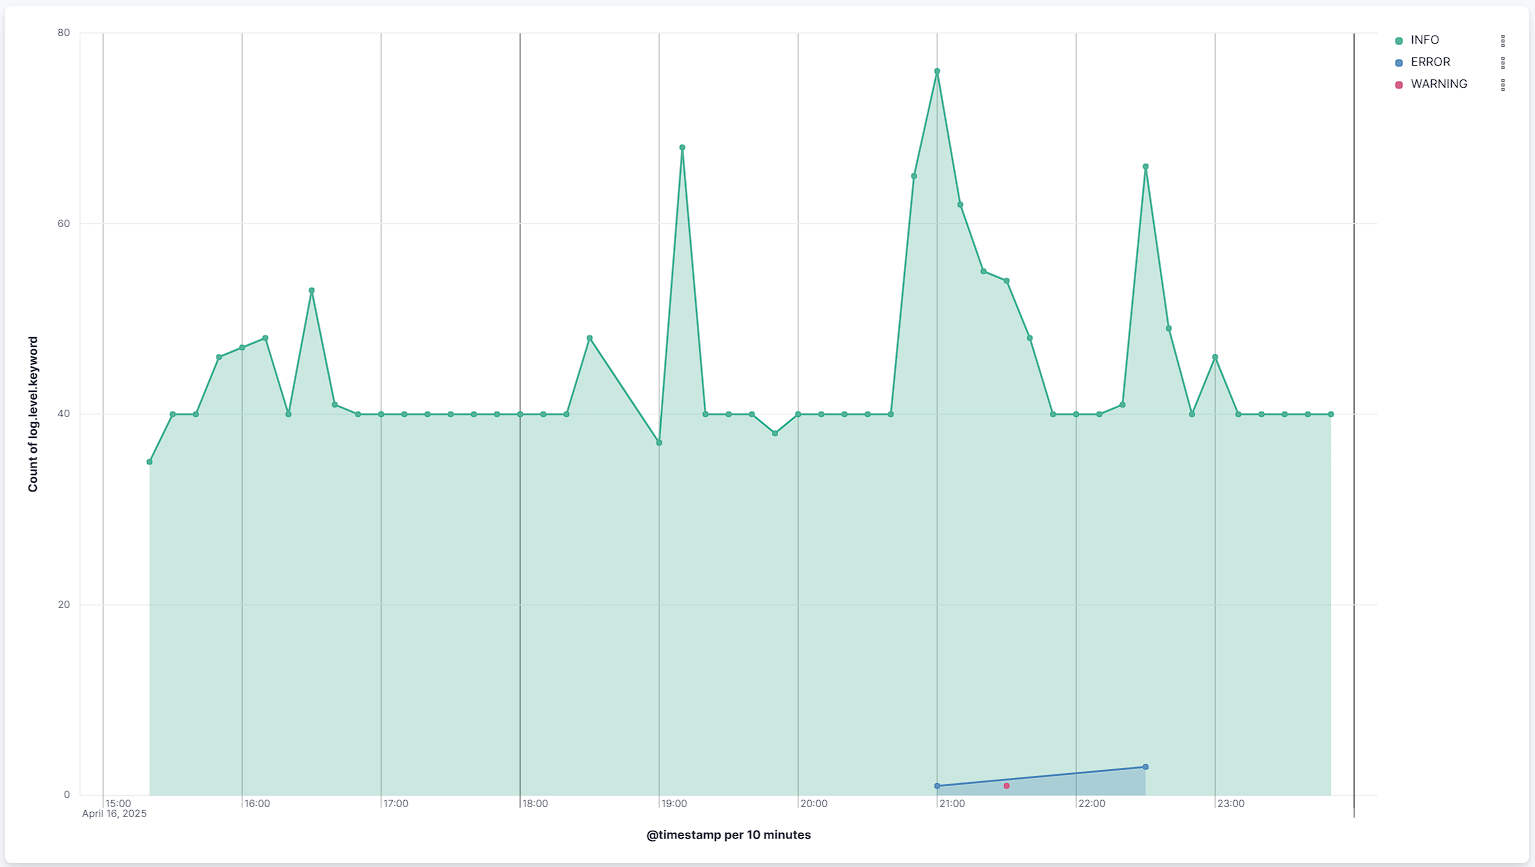 80
60
40
20
0
Count of log.level.keyword
15:00
16:00
17:00
18:00
19:00
20:00
21:00
22:00
23:00
April 16, 2025
@timestamp per 10 minutes
INFO
ERROR
WARNING